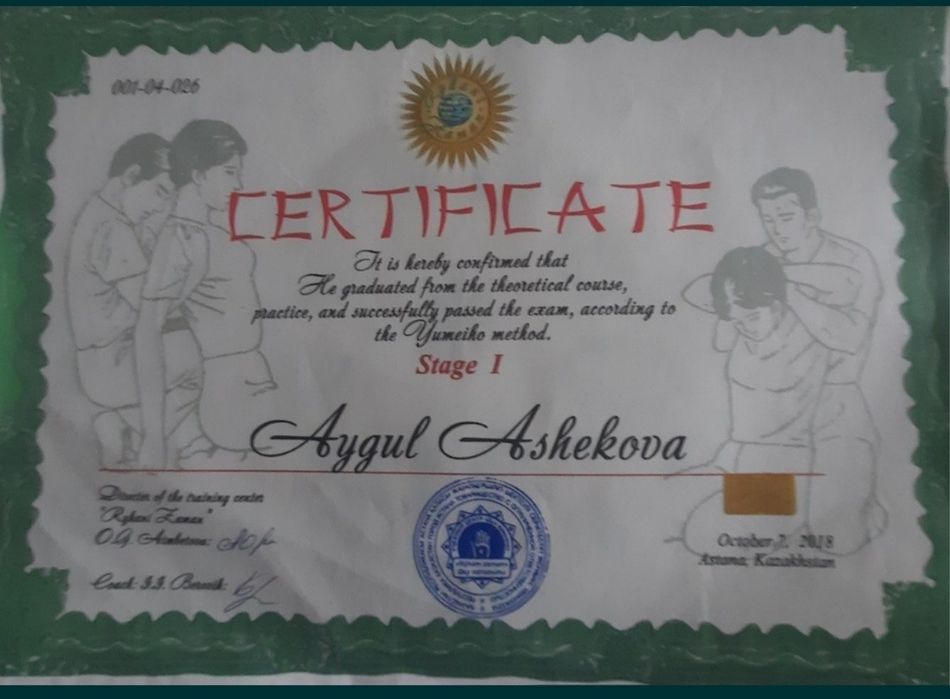 001-04-026
CERTIFICATE
It is hereby confirmed that
He graduated from the theoretical course,
practice, and successfully passed the exam, according to
the Yumeiho method.
Stage I
Aygul Ashekova
Director of the training center
"Ryhani Zaman"
O.G.
Coach: I.I. Borovik:
October 7, 2018
Astana, Kazakhstan